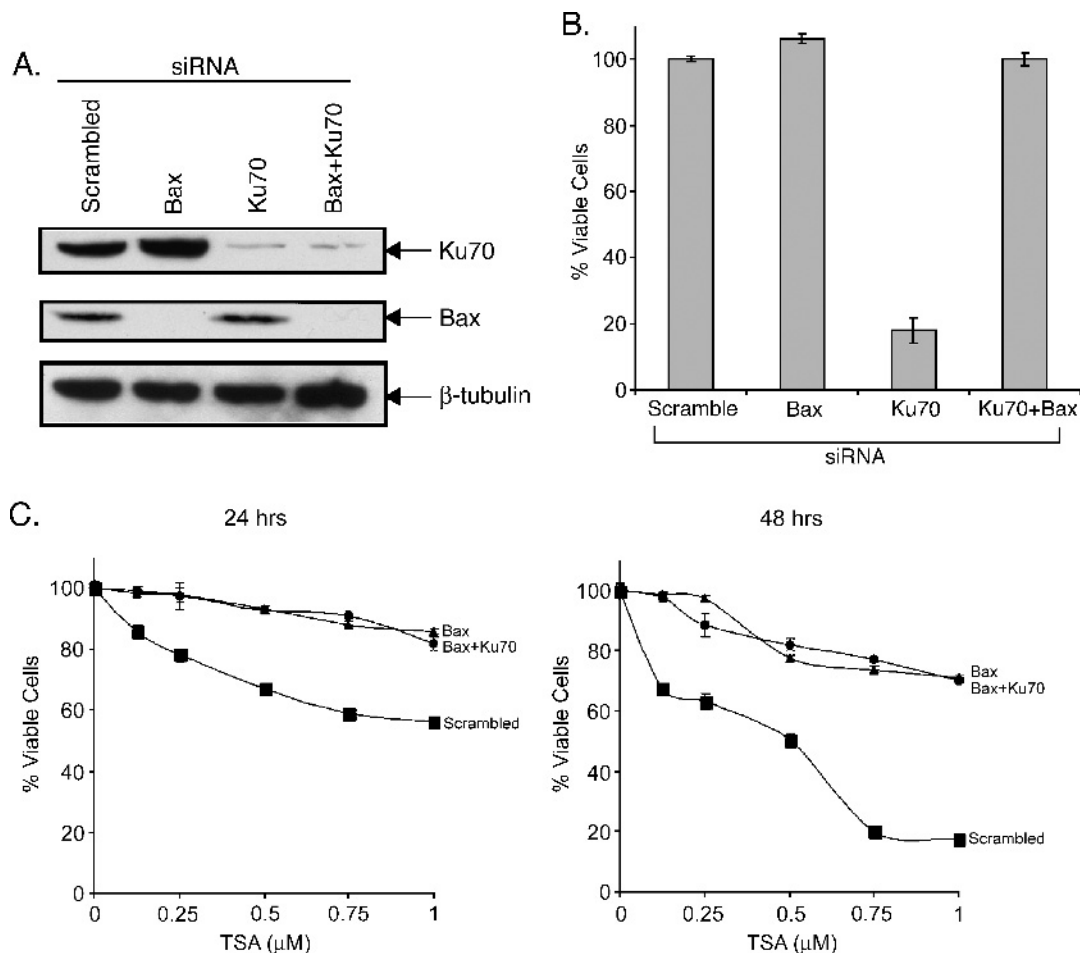 A.
siRNA
Scrambled
Bax
Ku70
Bax+Ku70
Ku70
Bax
β-tubulin
B.
% Viable Cells
100
80
60
40
20
0
Scramble Bax Ku70 Ku70+Bax
siRNA
C.
24 hrs
% Viable Cells
100
80
60
40
20
0
Bax
Bax+Ku70
Scrambled
0 0.25 0.5 0.75 1
TSA (μM)
48 hrs
% Viable Cells
100
80
60
40
20
0
Bax
Bax+Ku70
Scrambled
0 0.25 0.5 0.75 1
TSA (μM)